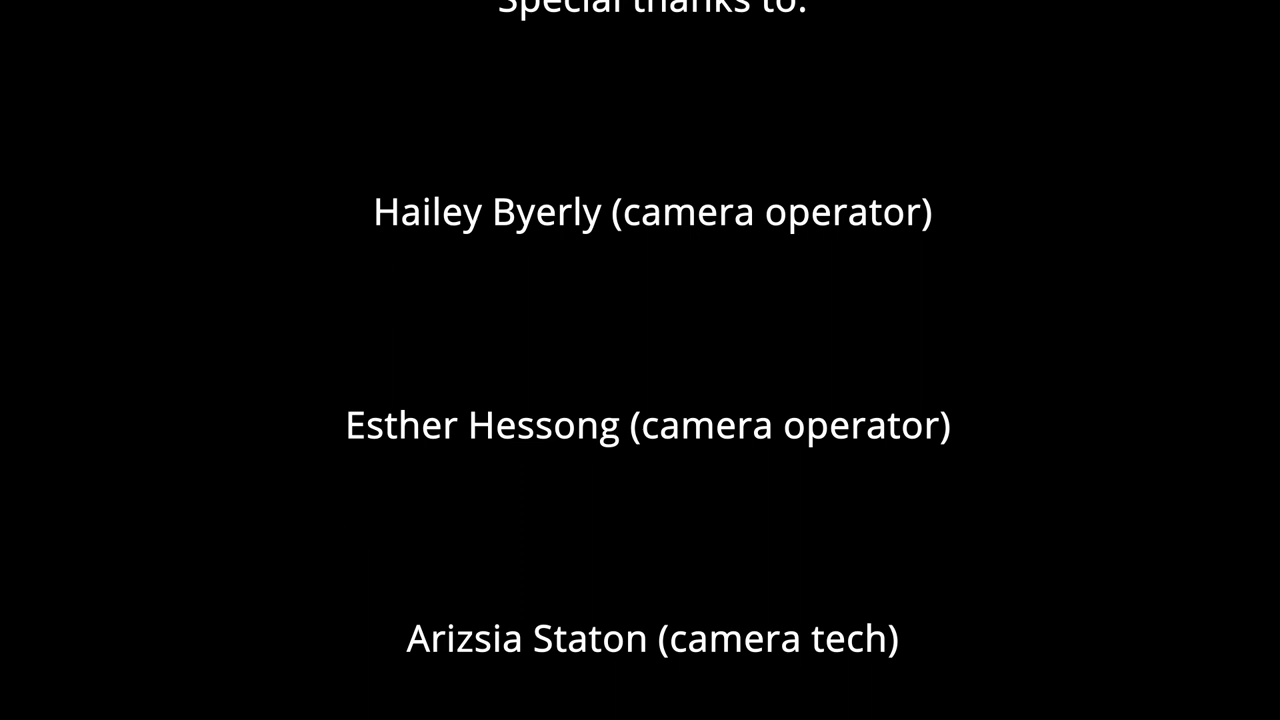 Special thanks to:
Hailey Byerly (camera operator)
Esther Hessong (camera operator)
Arizsia Staton (camera tech)